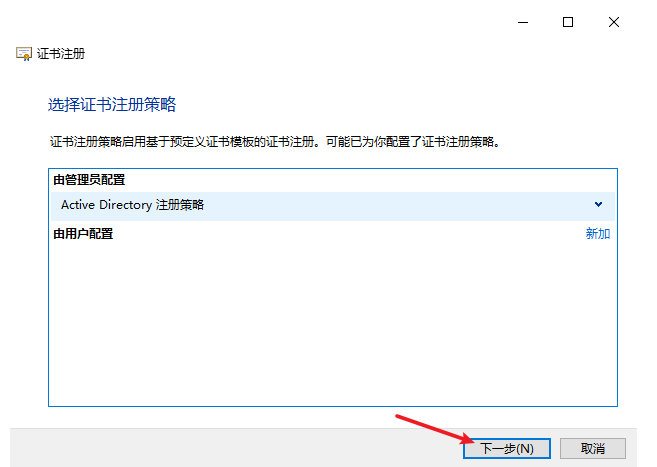 证书注册
选择证书注册策略
证书注册策略启用基于预定义证书模板的证书注册。可能已为你配置了证书注册策略。
由管理员配置
Active Directory 注册策略
由用户配置 新加
下一步(N) 取消